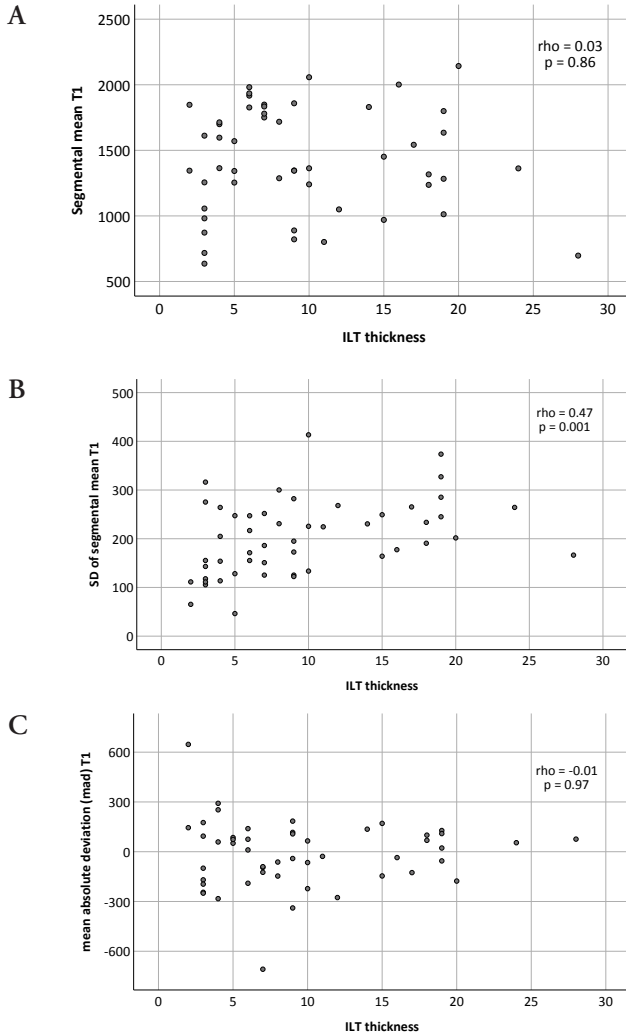 A
2500
2000
1500
1000
500
Segmental mean T1
rho = 0.03
p = 0.86
0 5 10 15 20 25 30
ILT thickness
B
500
400
300
200
100
0
SD of segmental mean T1
rho = 0.47
p = 0.001
0 5 10 15 20 25 30
ILT thickness
C
600
300
0
-300
-600
mean absolute deviation (mad) T1
rho = -0.01
p = 0.97
0 5 10 15 20 25 30
ILT thickness